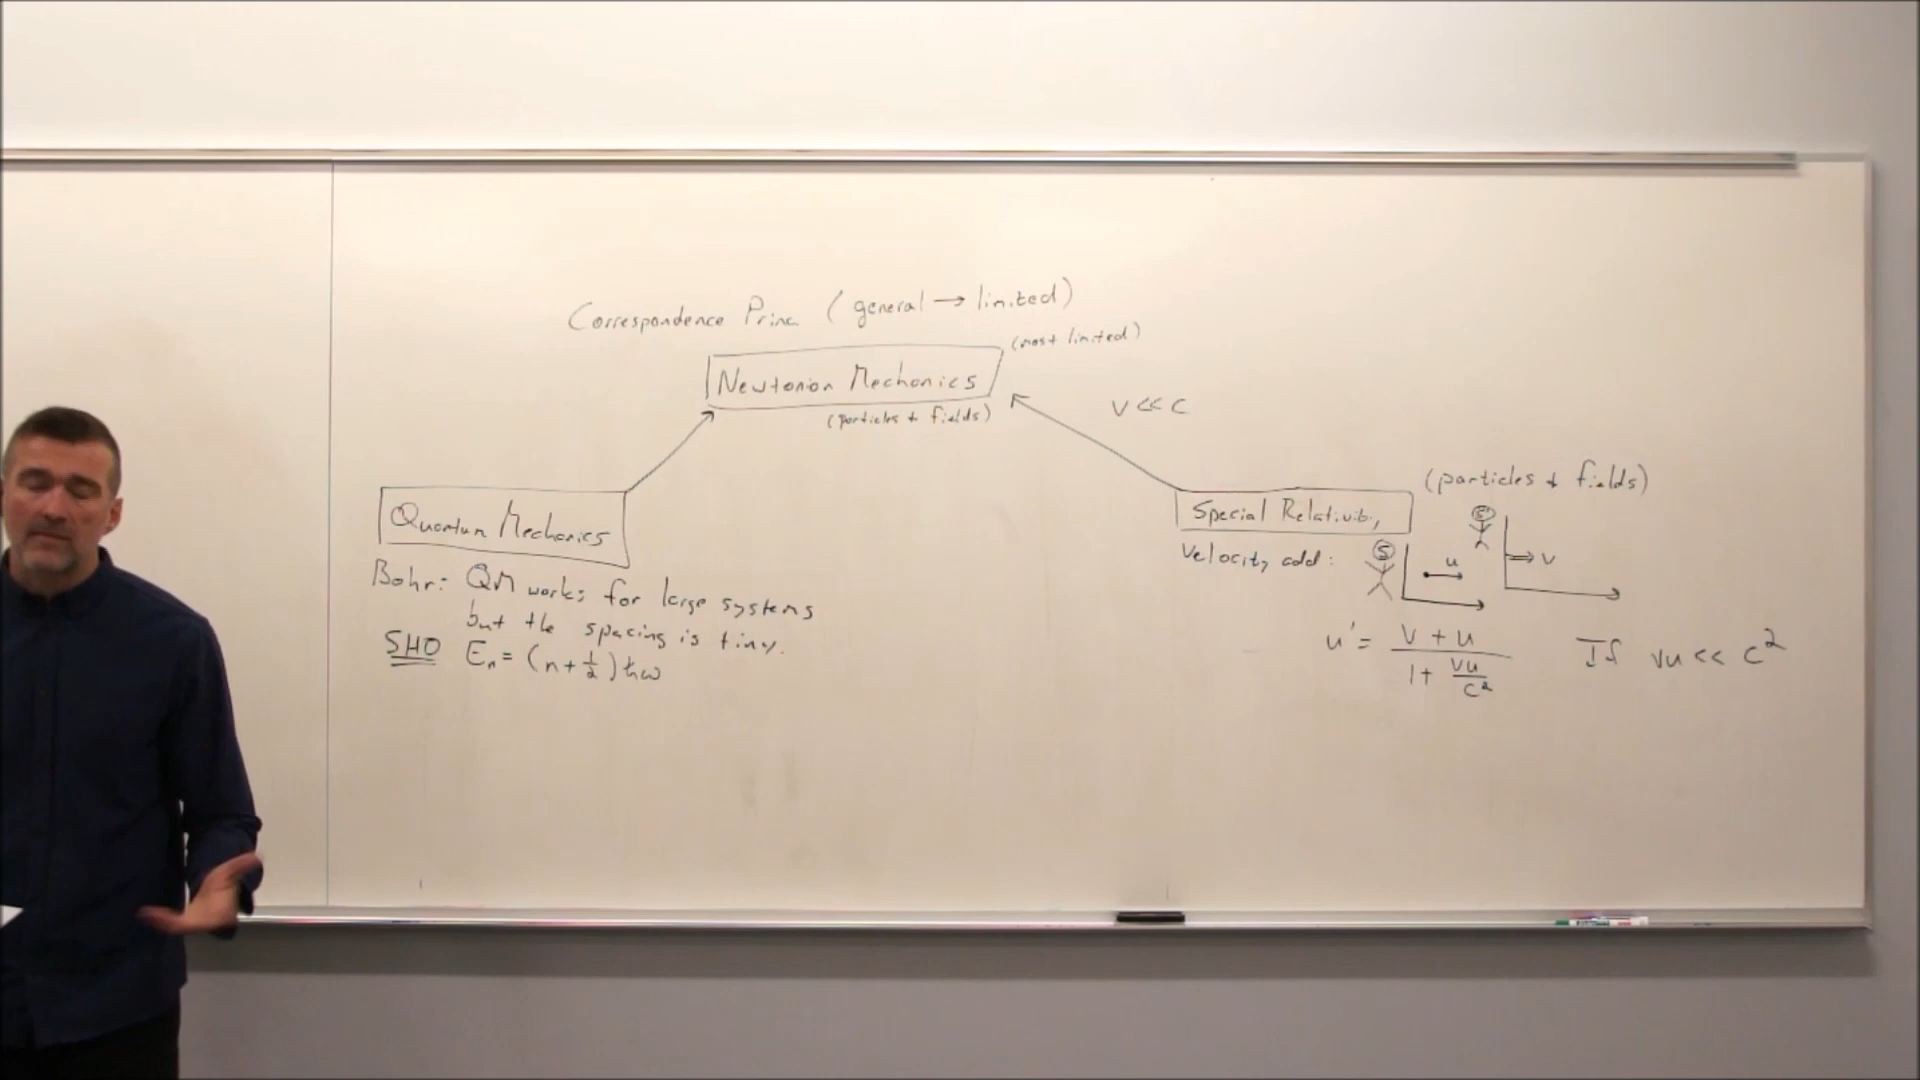 Correspondence Princ (general → limited)
(most limited)
Newtonian Mechanics
(particles + fields)
v << c
Quantum Mechanics
Bohr: QM works for large systems
but the spacing is tiny.
SHO Eₙ = (n + 1/2) ħω
(particles + fields)
Special Relativity
Velocity add:
S
u
S'
v
u' = (v + u) / (1 + vu/c²) If vu << c²